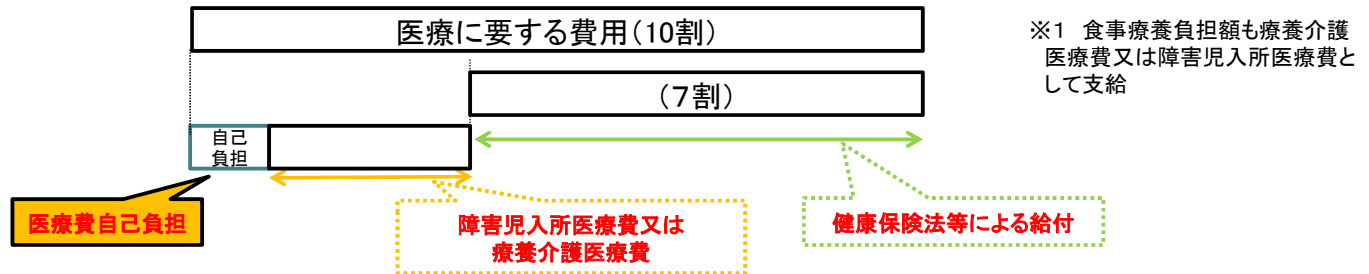 医療に要する費用(10割)
※1 食事療養負担額も療養介護
医療費又は障害児入所医療費と
して支給
(7割)
自己
負担
医療費自己負担
障害児入所医療費又は
療養介護医療費
健康保険法等による給付